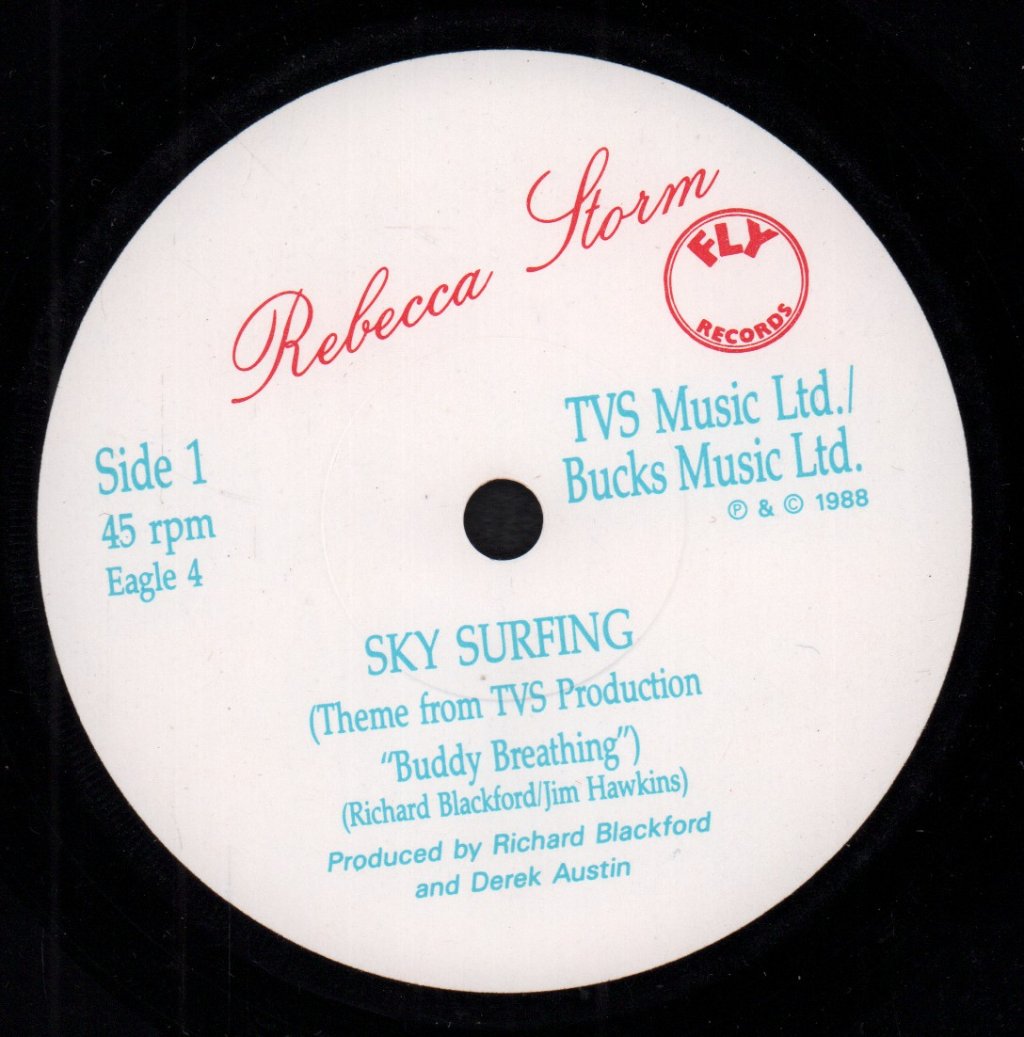 Rebecca Storm
FLY
RECORDS
TVS Music Ltd./
Bucks Music Ltd.
℗ & © 1988
Side 1
45 rpm
Eagle 4
SKY SURFING
(Theme from TVS Production
“Buddy Breathing”)
(Richard Blackford/Jim Hawkins)
Produced by Richard Blackford
and Derek Austin